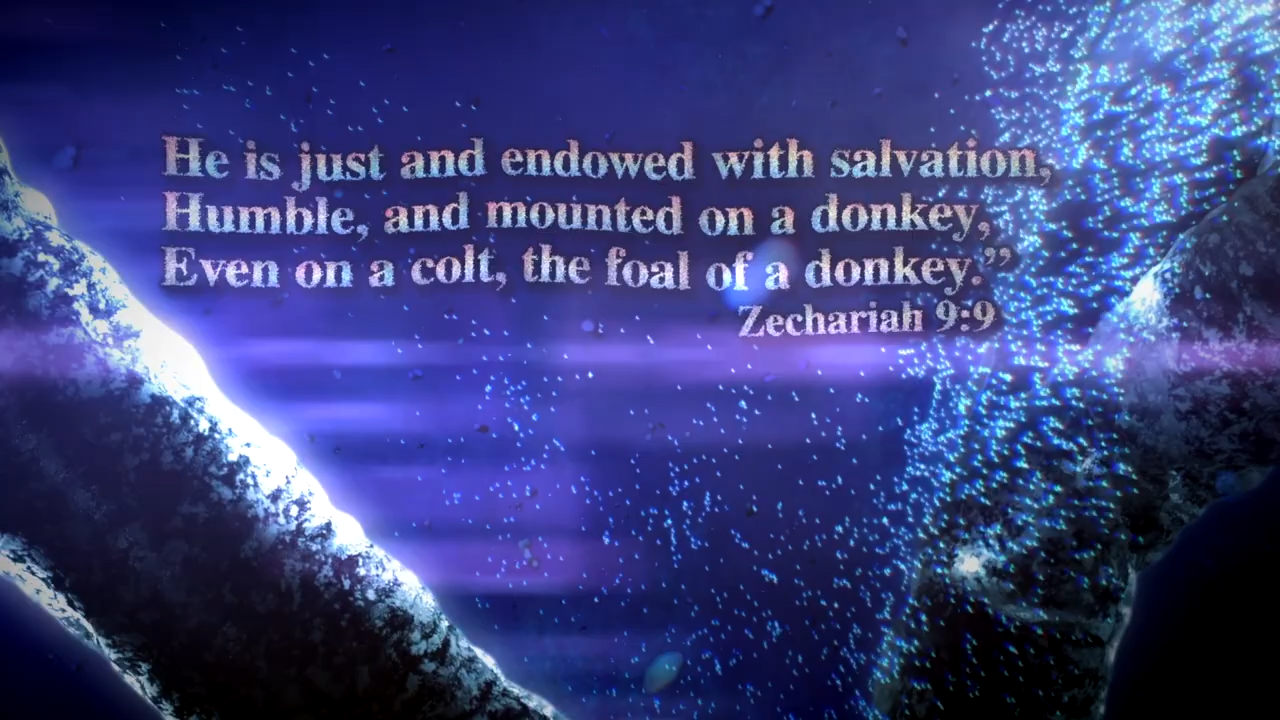 He is just and endowed with salvation,
Humble, and mounted on a donkey,
Even on a colt, the foal of a donkey.”
Zechariah 9:9